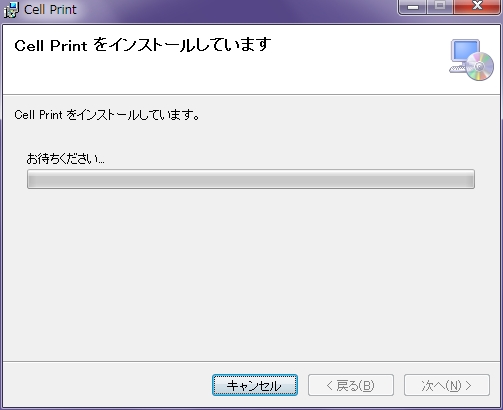 Cell Print
Cell Print をインストールしています
Cell Print をインストールしています。
お待ちください...
キャンセル
< 戻る(B)
次へ(N) >